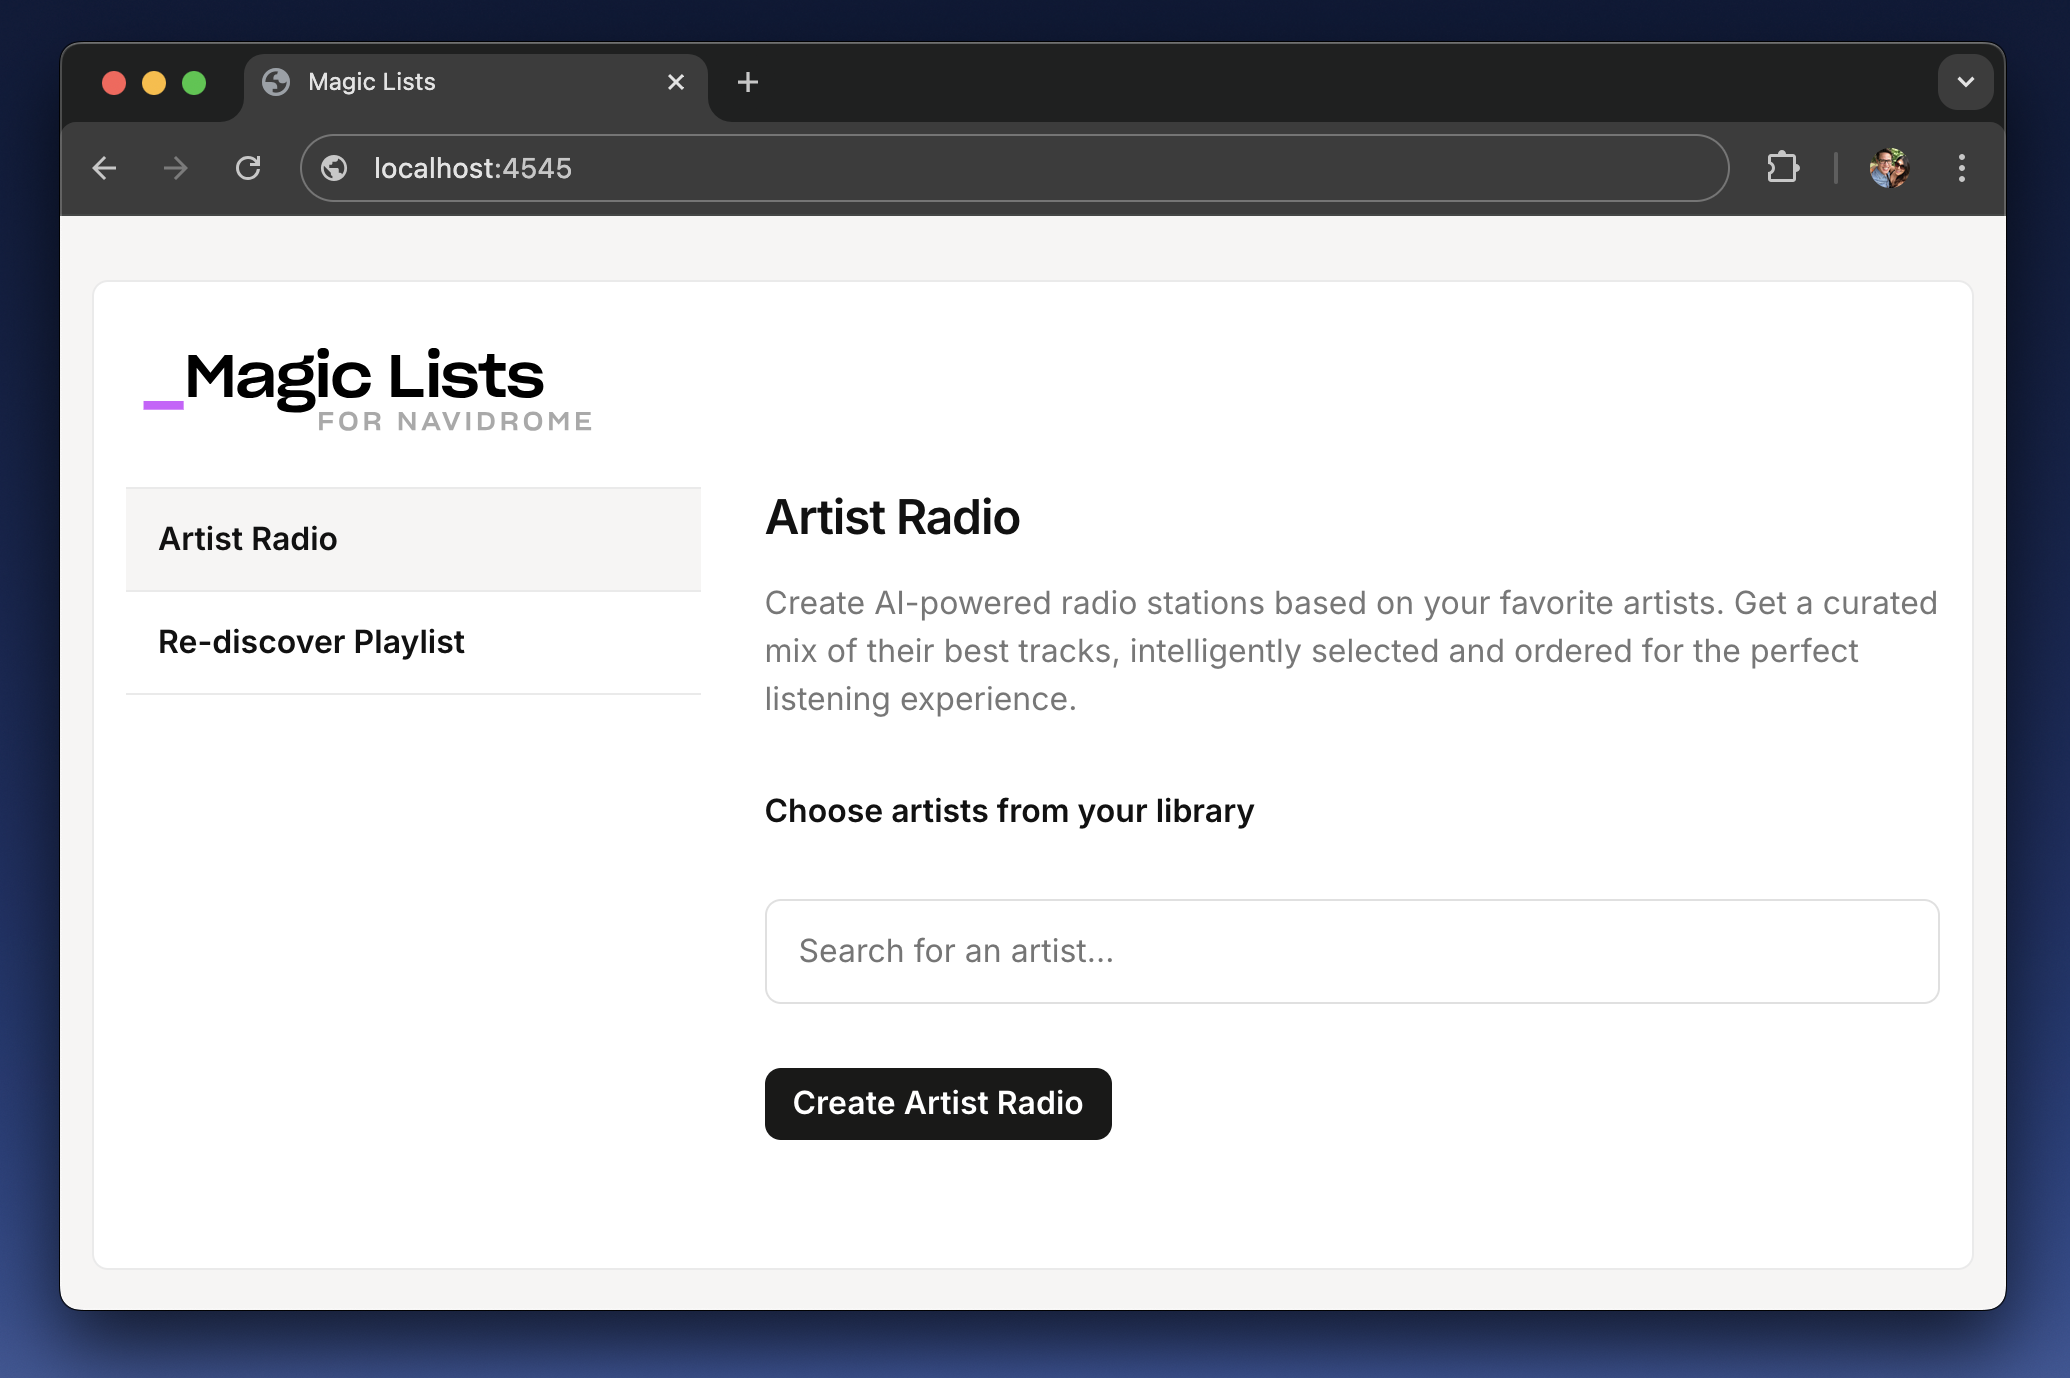 Magic Lists
localhost:4545
_Magic Lists
FOR NAVIDROME
Artist Radio
Re-discover Playlist
Artist Radio
Create AI-powered radio stations based on your favorite artists. Get a curated
mix of their best tracks, intelligently selected and ordered for the perfect
listening experience.
Choose artists from your library
Search for an artist...
Create Artist Radio